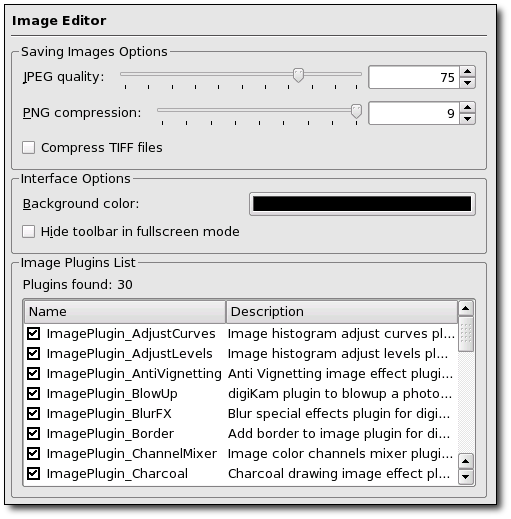 Image Editor
Saving Images Options
JPEG quality: 75
PNG compression: 9
Compress TIFF files
Interface Options
Background color:
Hide toolbar in fullscreen mode
Image Plugins List
Plugins found: 30
Name Description
ImagePlugin_AdjustCurves Image histogram adjust curves pl...
ImagePlugin_AdjustLevels Image histogram adjust levels pl...
ImagePlugin_AntiVignetting Anti Vignetting image effect plugi...
ImagePlugin_BlowUp digiKam plugin to blowup a photo...
ImagePlugin_BlurFX Blur special effects plugin for digi...
ImagePlugin_Border Add border to image plugin for di...
ImagePlugin_ChannelMixer Image color channels mixer plugi...
ImagePlugin_Charcoal Charcoal drawing image effect pl...